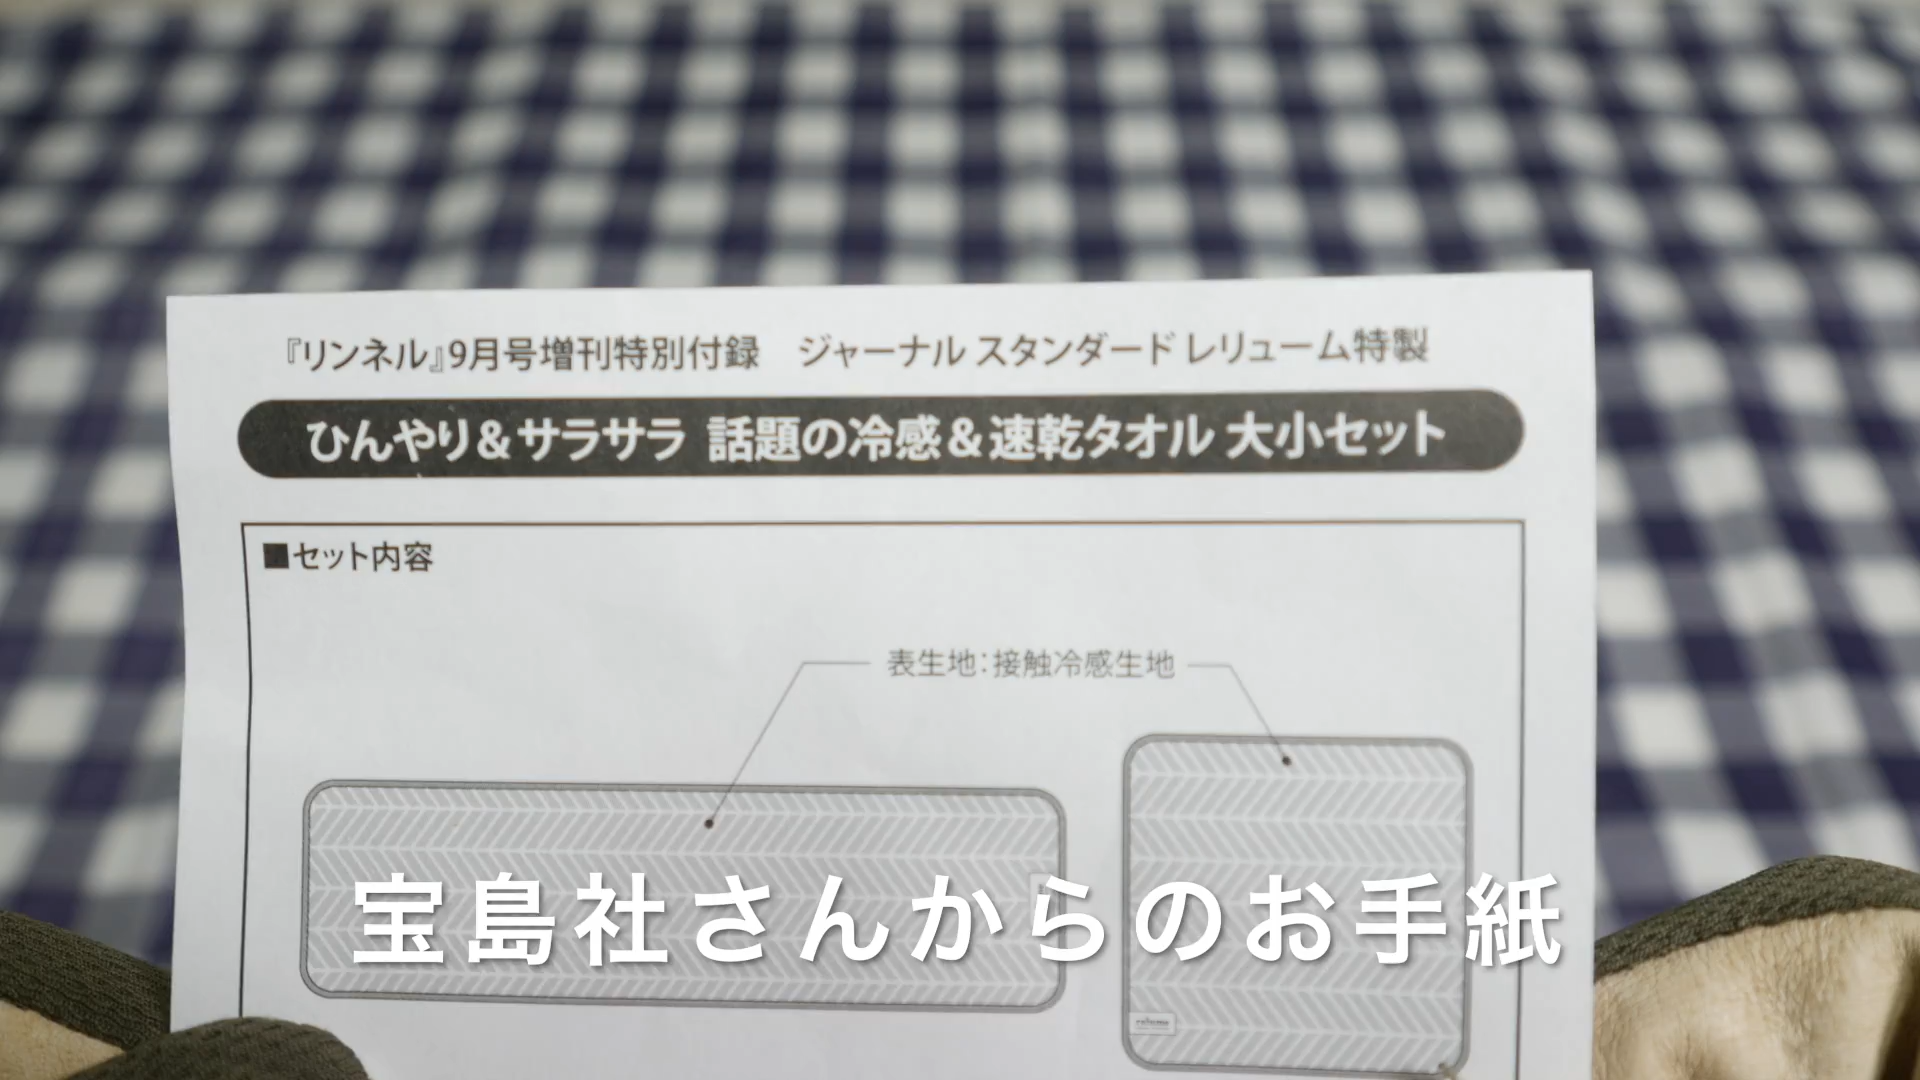 『リンネル』9月号増刊特別付録　ジャーナル スタンダード レリューム特製
ひんやり＆サラサラ 話題の冷感＆速乾タオル 大小セット
■セット内容
表生地：接触冷感生地
宝島社さんからのお手紙
relume